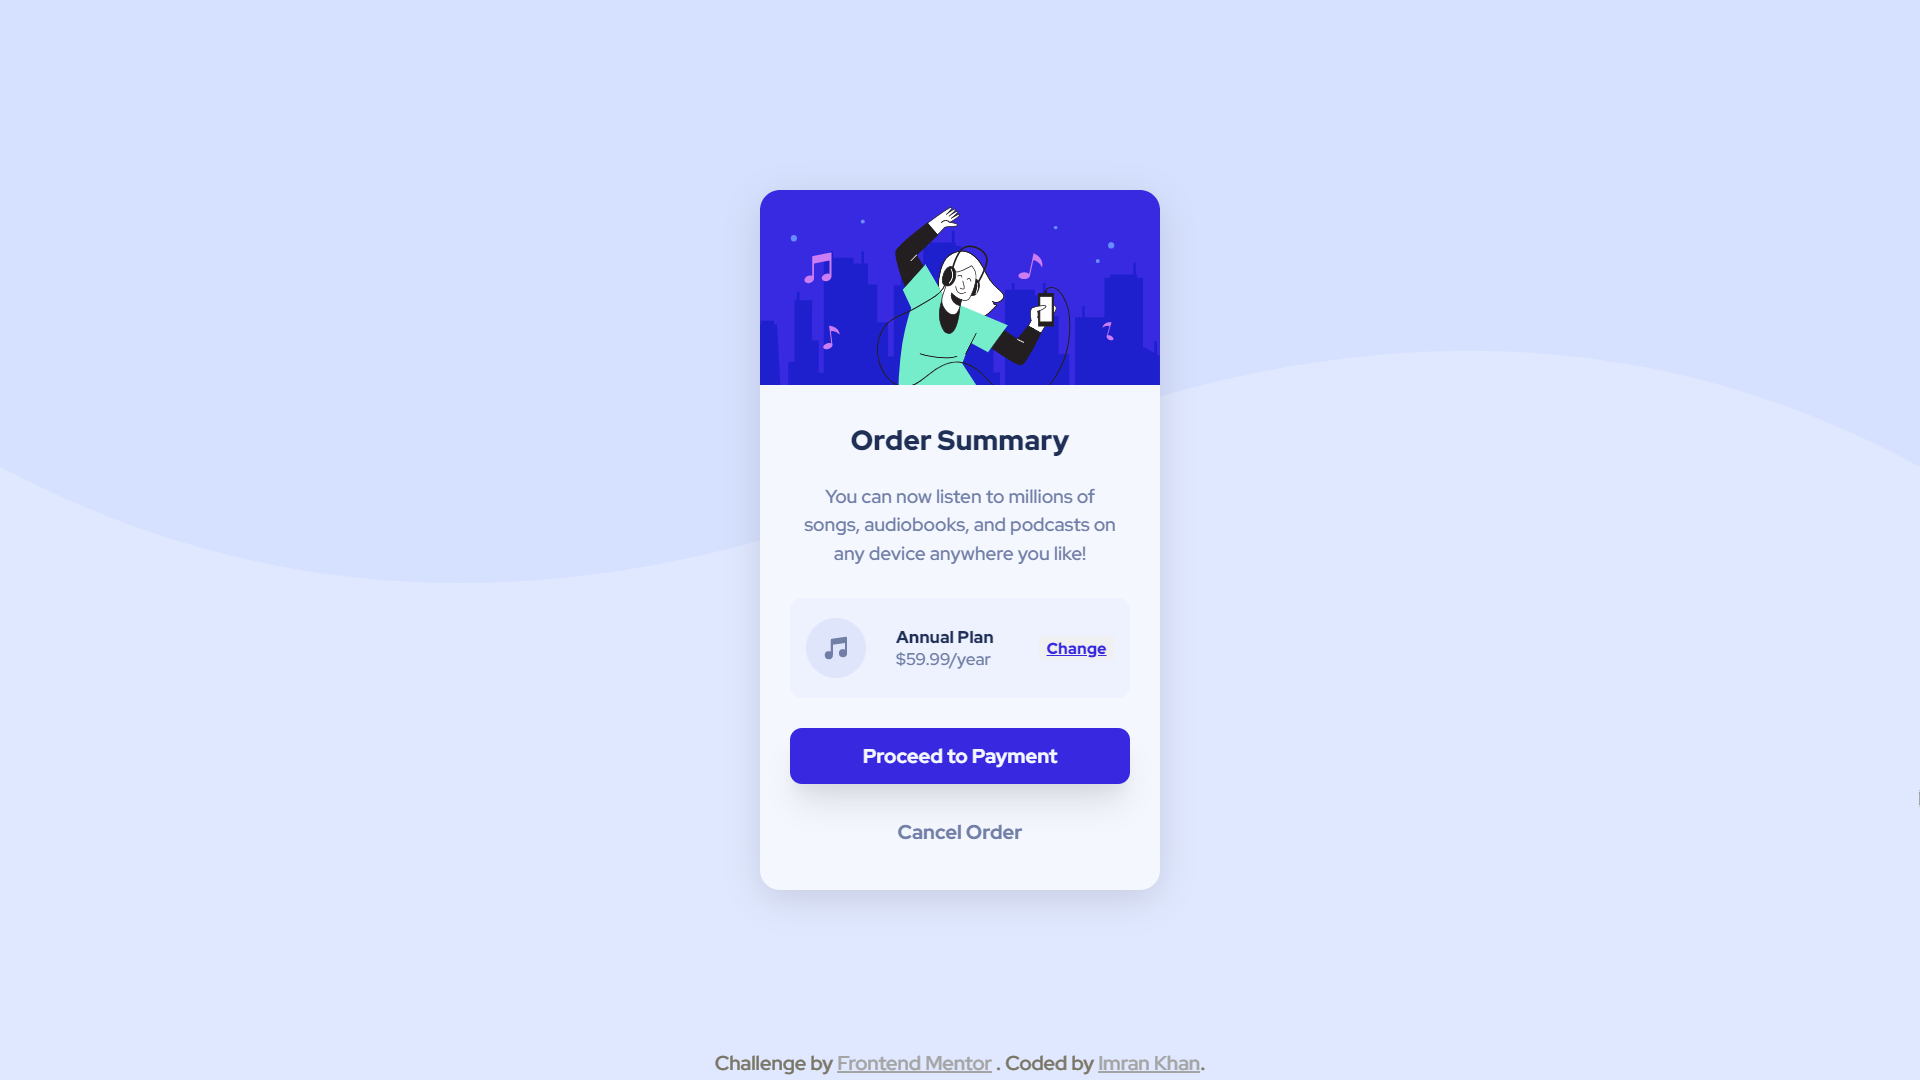 Order Summary
You can now listen to millions of
songs, audiobooks, and podcasts on
any device anywhere you like!
Annual Plan
$59.99/year
Change
Proceed to Payment
Cancel Order
Challenge by Frontend Mentor . Coded by Imran Khan.